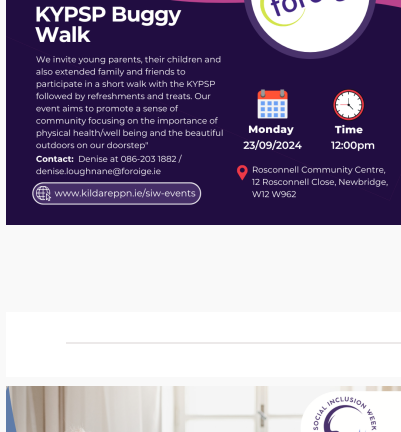 foróige
KYPSP Buggy
Walk
We invite young parents, their children and
also extended family and friends to
participate in a short walk with the KYPSP
followed by refreshments and treats. Our
event aims to promote a sense of
community focusing on the importance of
physical health/well being and the beautiful
outdoors on our doorstep"
Contact: Denise at 086-203 1882 /
denise.loughnane@foroige.ie
www.kildareppn.ie/siw-events
Monday
23/09/2024
Time
12:00pm
Rosconnell Community Centre,
12 Rosconnell Close, Newbridge,
W12 W962
SOCIAL INCLUSION WEEK